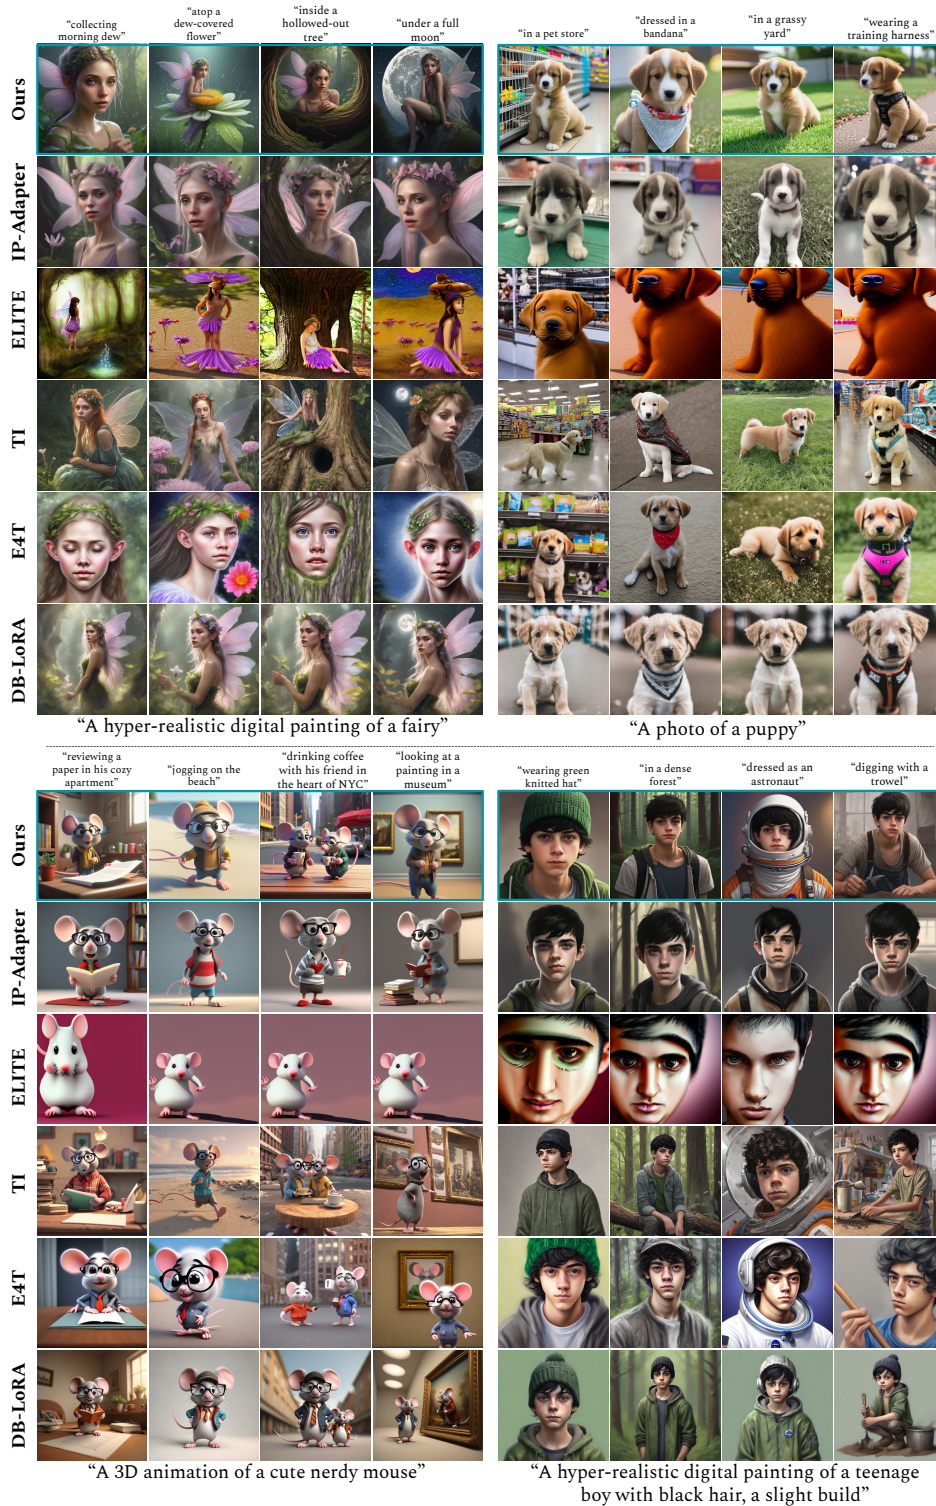 “collecting
morning dew”
“atop a
dew-covered
flower”
“inside a
hollowed-out
tree”
“under a full
moon”
“in a pet store”
“dressed in a
bandana”
“in a grassy
yard”
“wearing a
training harness”
Ours
IP-Adapter
ELITE
TI
E4T
DB-LoRA
“A hyper-realistic digital painting of a fairy”
“A photo of a puppy”
“reviewing a
paper in his cozy
apartment”
“jogging on the
beach”
“drinking coffee
with his friend in
the heart of NYC”
“looking at a
painting in a
museum”
“wearing green
knitted hat”
“in a dense
forest”
“dressed as an
astronaut”
“digging with a
trowel”
Ours
IP-Adapter
ELITE
TI
E4T
DB-LoRA
“A 3D animation of a cute nerdy mouse”
“A hyper-realistic digital painting of a teenage
boy with black hair, a slight build”